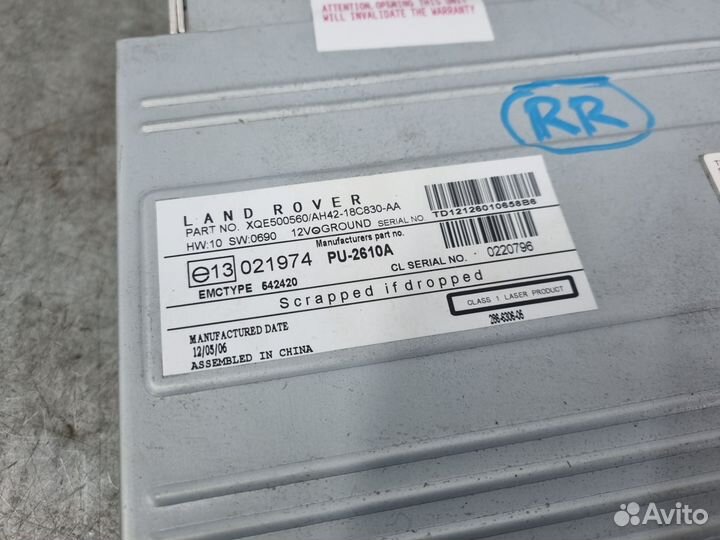 ATTENTION, OPENING THIS UNIT
WILL INVALIDATE THE WARRANTY
RR
LAND ROVER
PART NO. XQE500560/AH42-18C830-AA
HW:10 SW:0690 12V⊖GROUND SERIAL NO.
TD12126010658B6
Manufacturers part no.
e13 021974 PU-2610A
CL SERIAL NO. 0220796
EMCTYPE 542420
Scrapped if dropped
CLASS 1 LASER PRODUCT
286-6306-06
MANUFACTURED DATE
12/05/06
ASSEMBLED IN CHINA
Avito